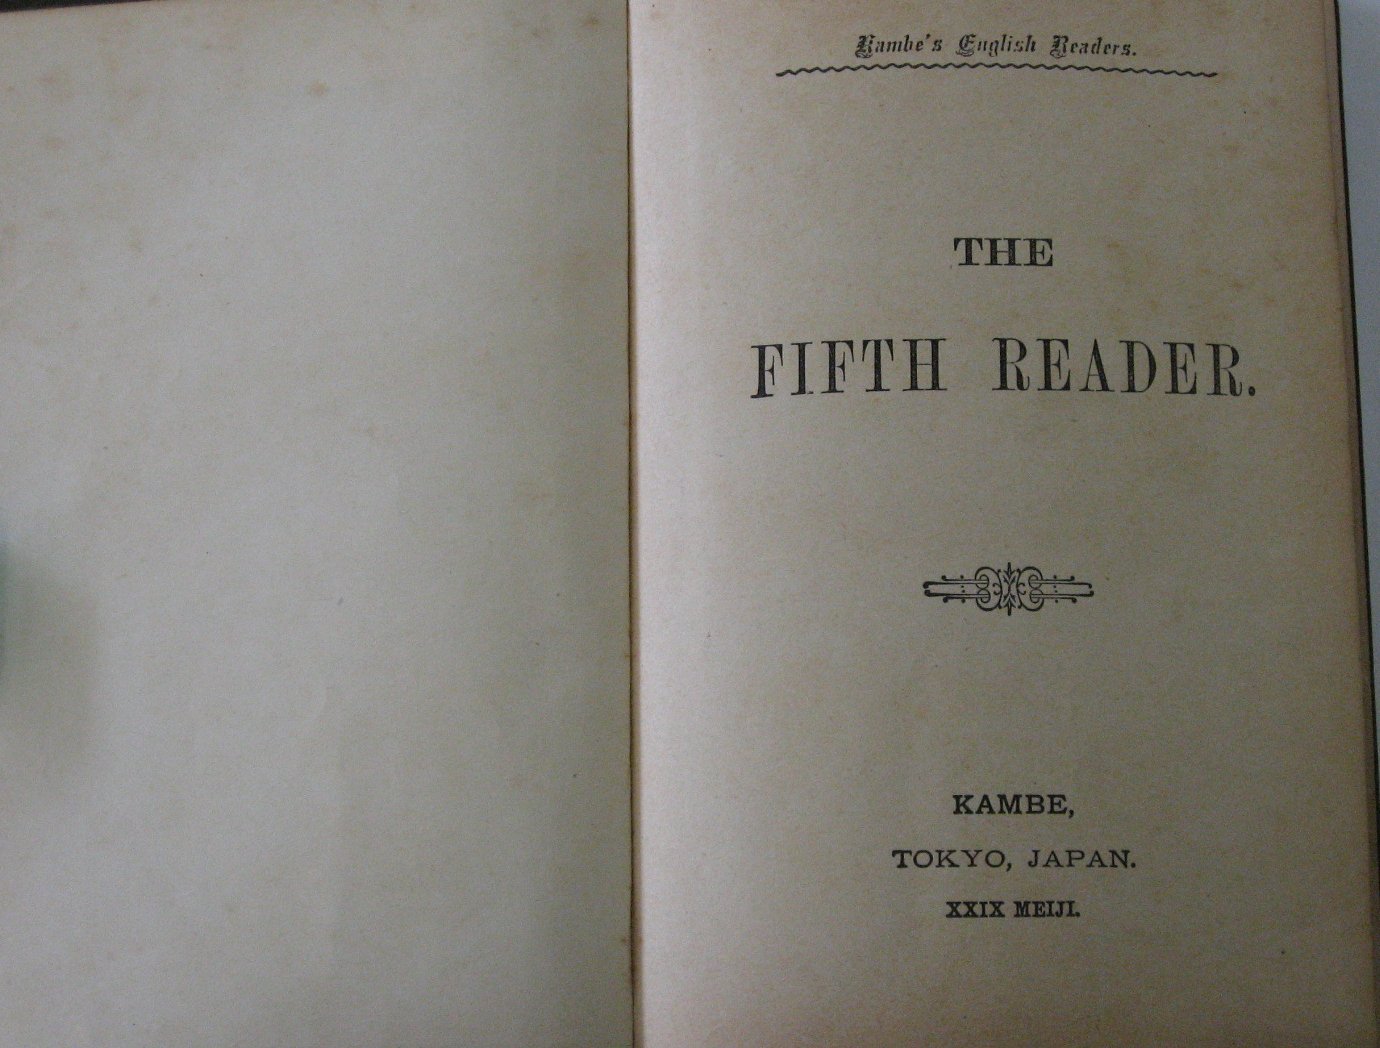 Kambe's English Readers.
THE
FIFTH READER.
KAMBE,
TOKYO, JAPAN.
XXIX MEIJI.